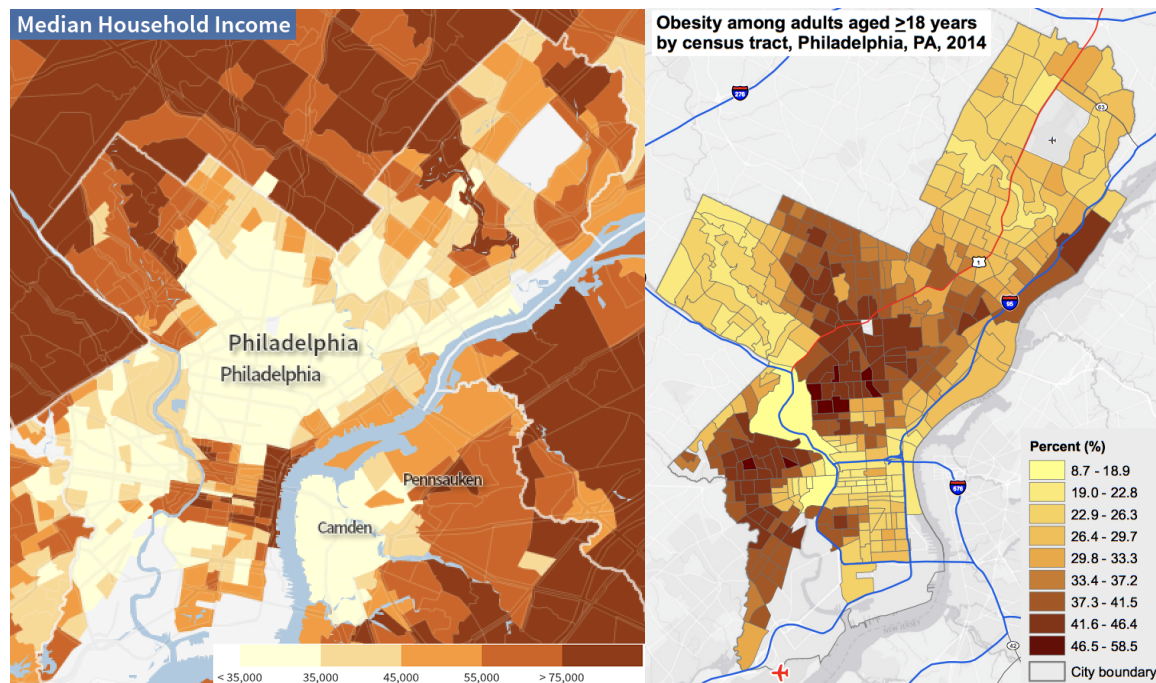 Median Household Income
Philadelphia
Philadelphia
Pennsauken
Camden
< 35,000 35,000 45,000 55,000 > 75,000
Obesity among adults aged ≥18 years
by census tract, Philadelphia, PA, 2014
276
63
1
95
676
42
Percent (%)
8.7 - 18.9
19.0 - 22.8
22.9 - 26.3
26.4 - 29.7
29.8 - 33.3
33.4 - 37.2
37.3 - 41.5
41.6 - 46.4
46.5 - 58.5
City boundary